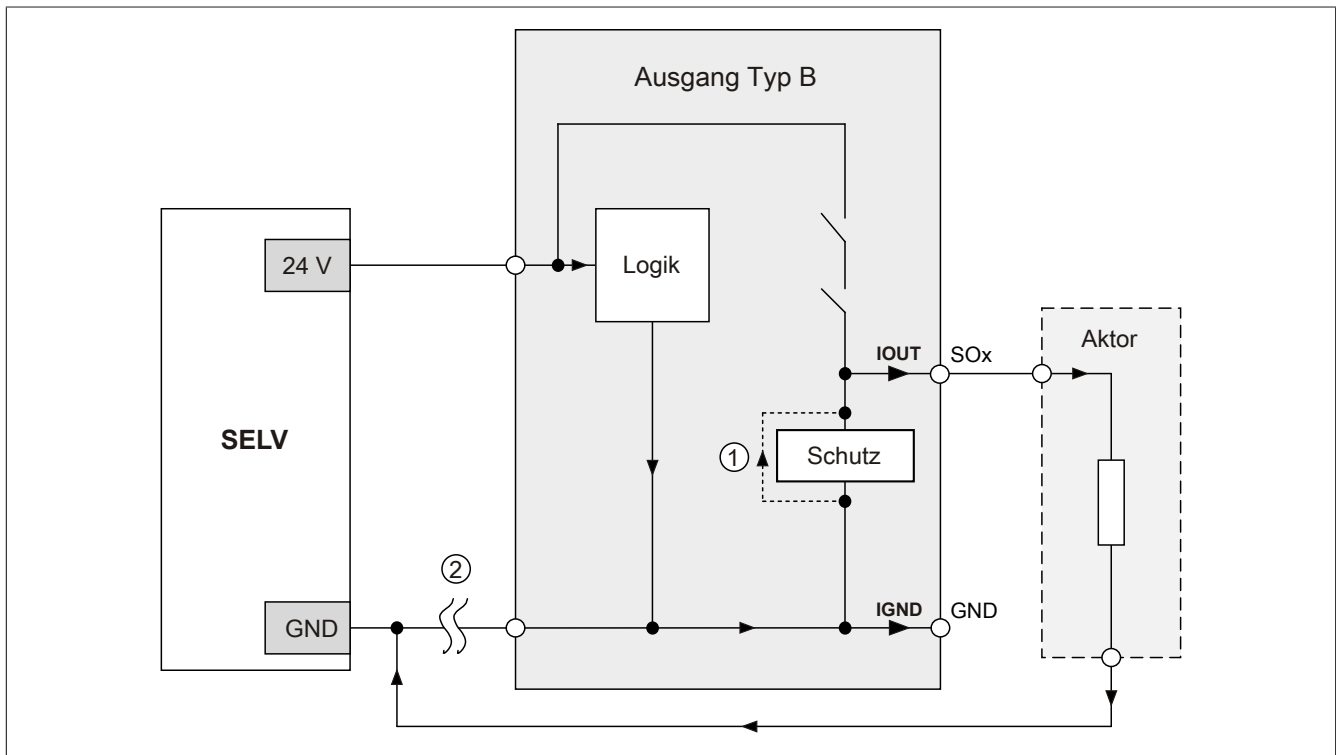 Ausgang Typ B
24 V
Logik
Aktor
IOUT
SOx
SELV
1
Schutz
2
GND
IGND
GND